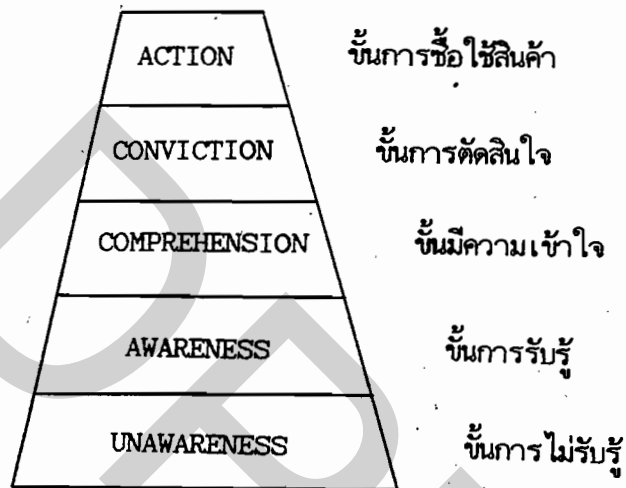 ACTION ขั้นการซื้อใช้สินค้า
CONVICTION ขั้นการตัดสินใจ
COMPREHENSION ขั้นมีความเข้าใจ
AWARENESS ขั้นการรับรู้
UNAWARENESS ขั้นการไม่รับรู้